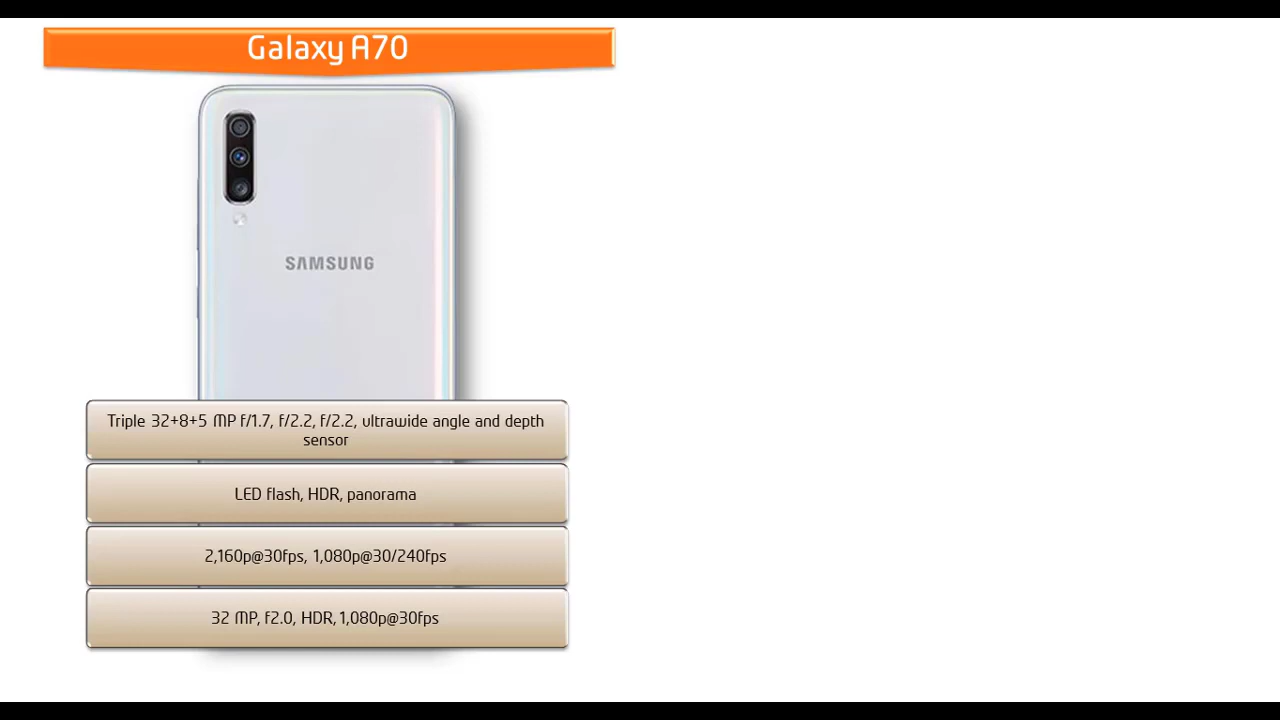 Galaxy A70
SAMSUNG
Triple 32+8+5 MP f/1.7, f/2.2, f/2.2, ultrawide angle and depth
sensor
LED flash, HDR, panorama
2,160p@30fps, 1,080p@30/240fps
32 MP, f2.0, HDR, 1,080p@30fps